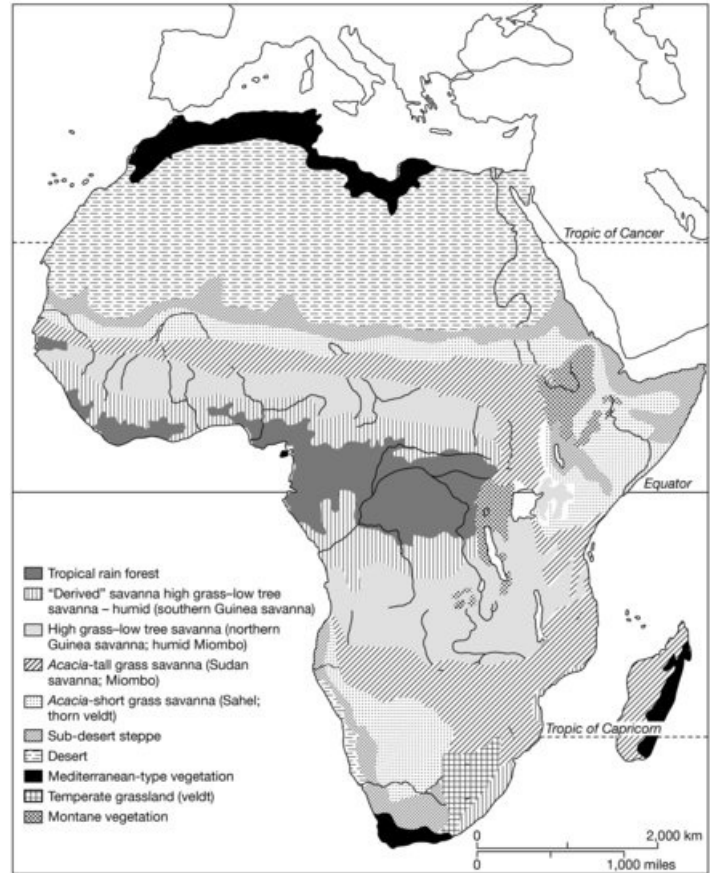 Tropic of Cancer
Equator
Tropical rain forest
“Derived” savanna high grass–low tree
savanna – humid (southern Guinea savanna)
High grass–low tree savanna (northern
Guinea savanna; humid Miombo)
Acacia-tall grass savanna (Sudan
savanna; Miombo)
Acacia-short grass savanna (Sahel;
thorn veldt)
Sub-desert steppe
Desert
Mediterranean-type vegetation
Temperate grassland (veldt)
Montane vegetation
Tropic of Capricorn
0 2,000 km
0 1,000 miles